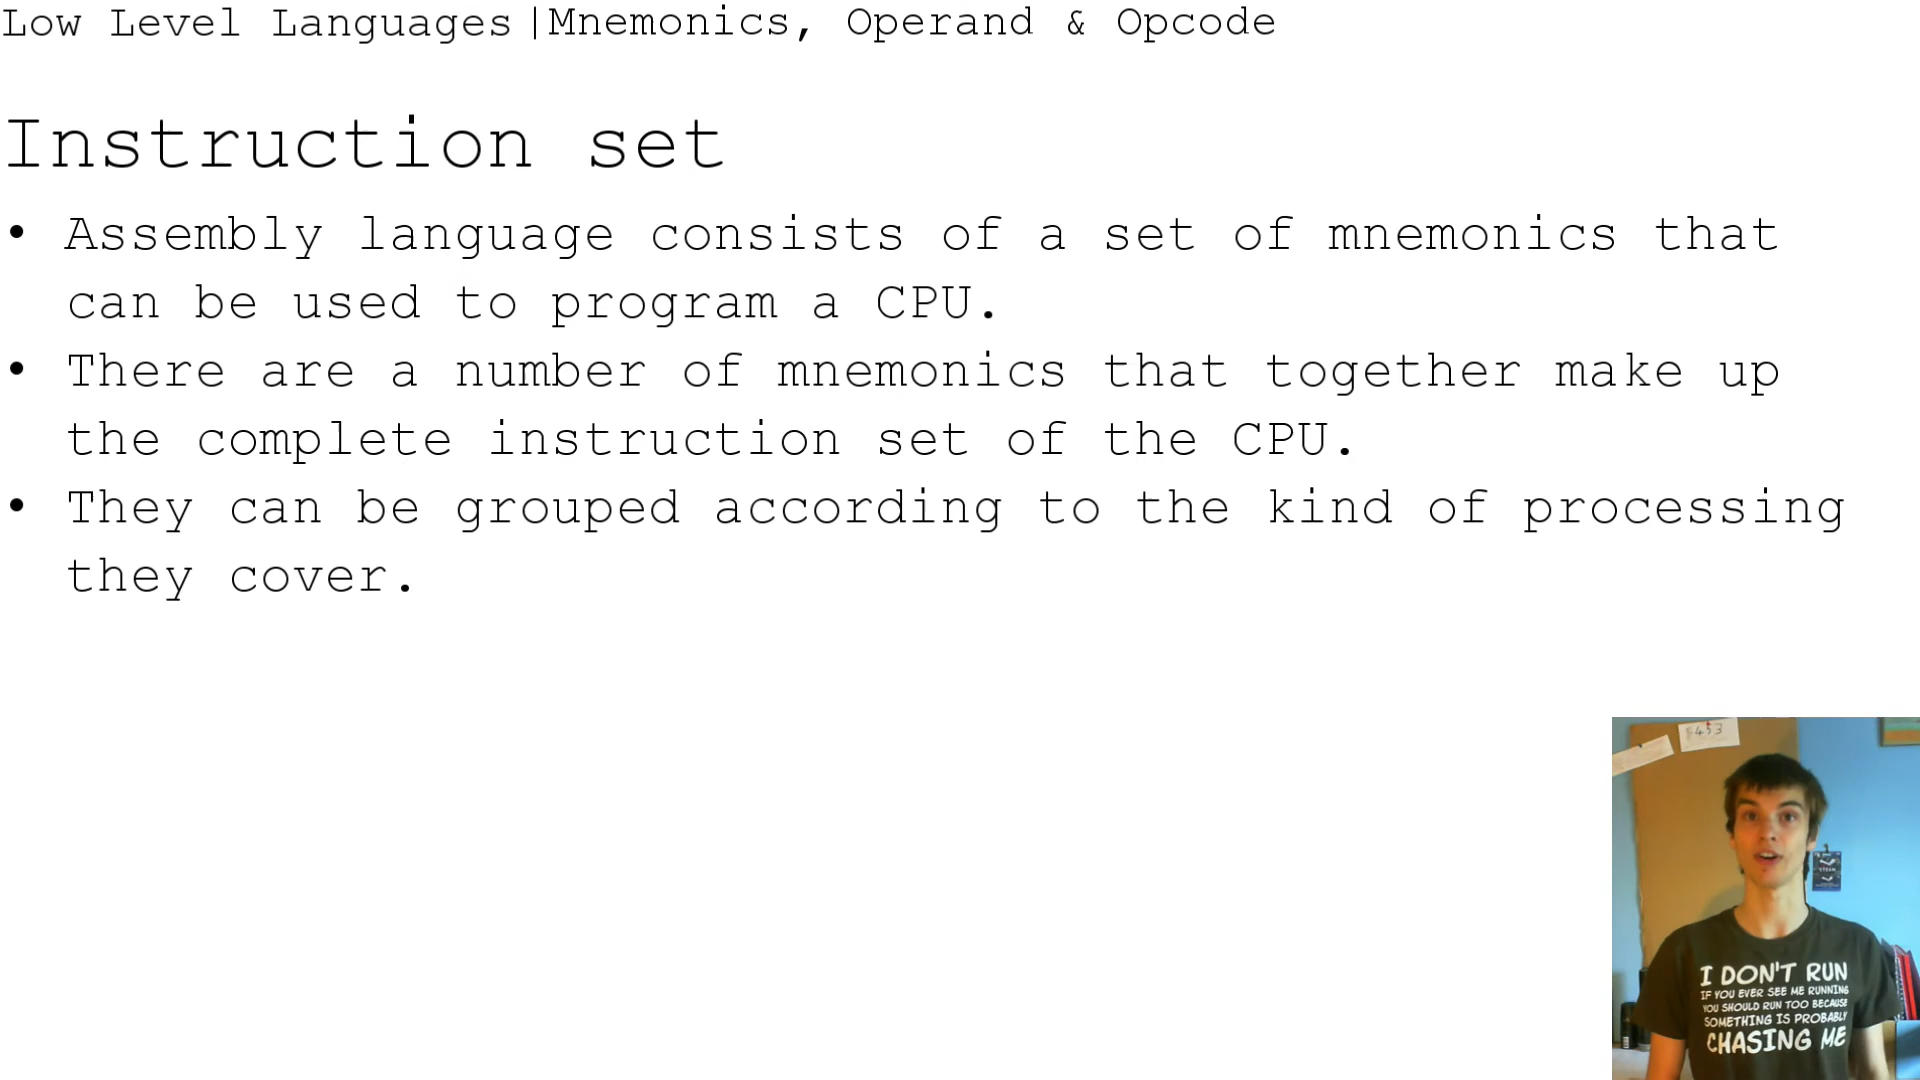 Low Level Languages |Mnemonics, Operand & Opcode
Instruction set
• Assembly language consists of a set of mnemonics that
can be used to program a CPU.
• There are a number of mnemonics that together make up
the complete instruction set of the CPU.
• They can be grouped according to the kind of processing
they cover.
F453
STEAM
I DON'T RUN
IF YOU EVER SEE ME RUNNING
YOU SHOULD RUN TOO BECAUSE
SOMETHING IS PROBABLY
CHASING ME